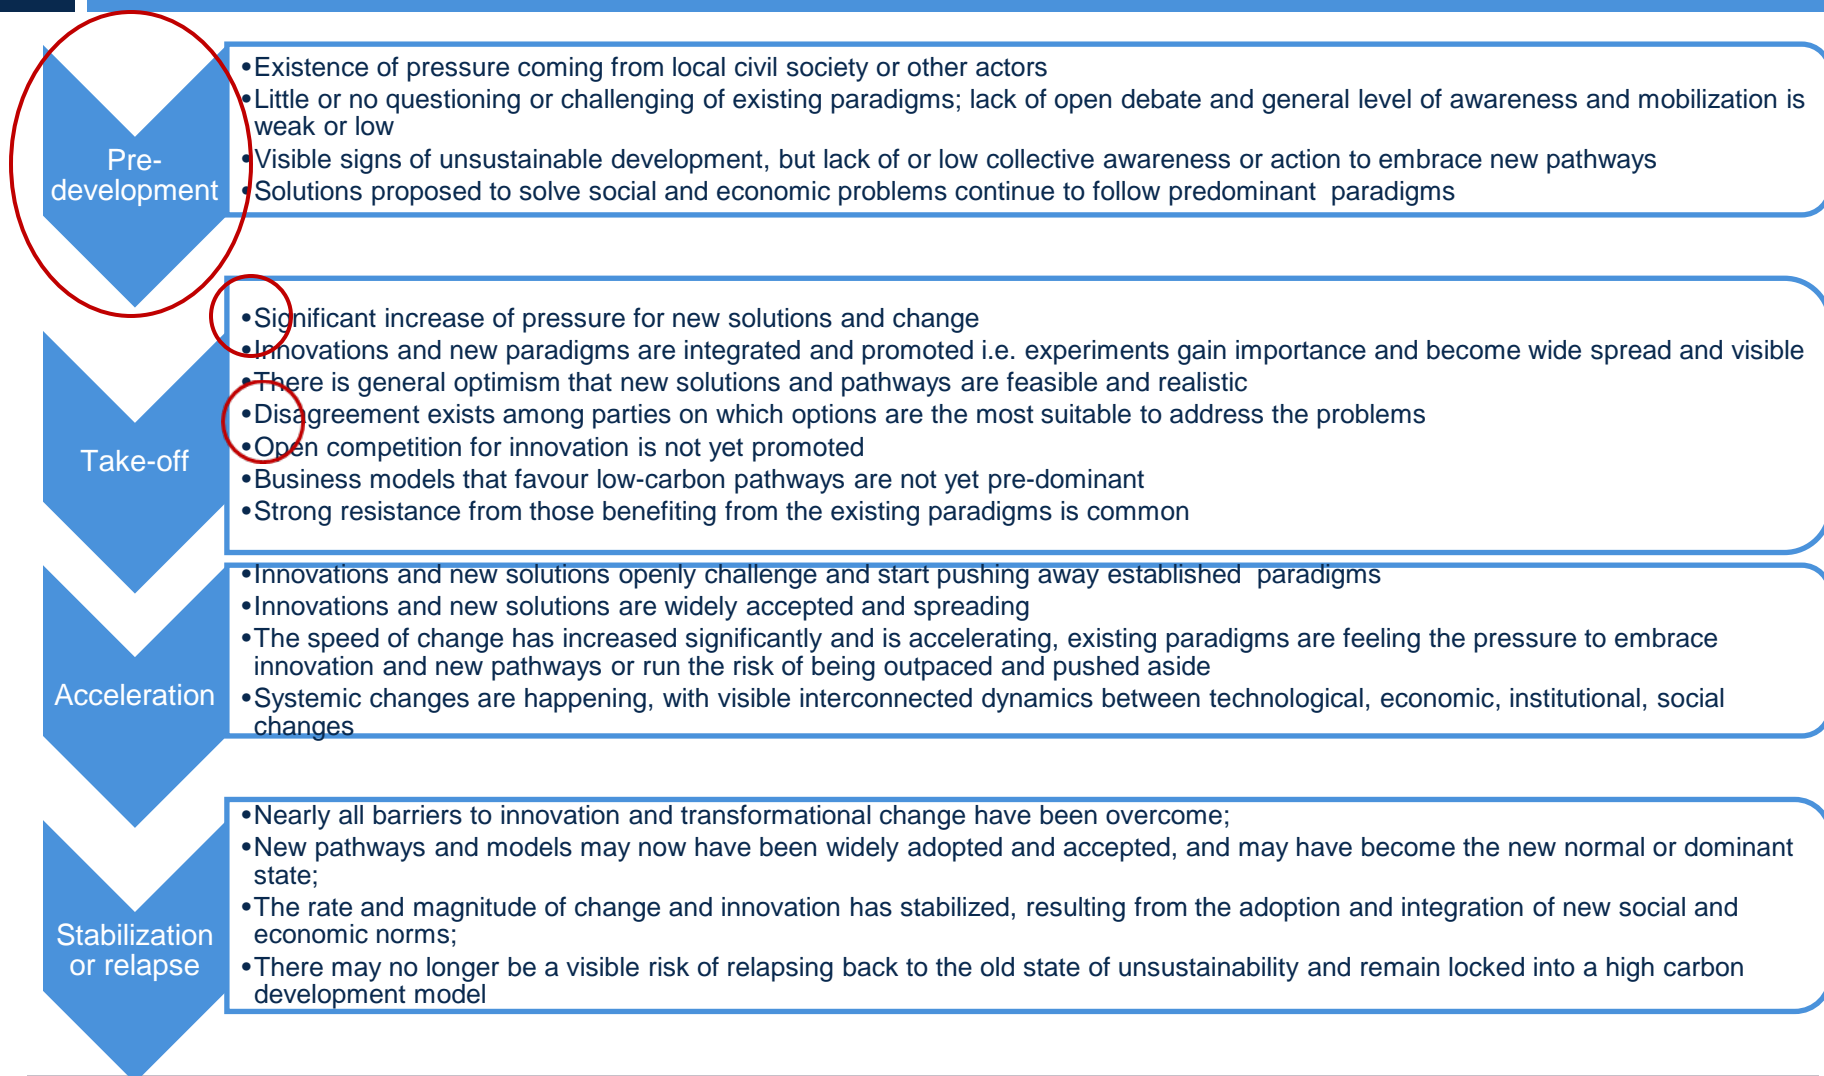 Pre-
development
•Existence of pressure coming from local civil society or other actors
•Little or no questioning or challenging of existing paradigms; lack of open debate and general level of awareness and mobilization is
weak or low
•Visible signs of unsustainable development, but lack of or low collective awareness or action to embrace new pathways
•Solutions proposed to solve social and economic problems continue to follow predominant  paradigms
Take-off
•Significant increase of pressure for new solutions and change
•Innovations and new paradigms are integrated and promoted i.e. experiments gain importance and become wide spread and visible
•There is general optimism that new solutions and pathways are feasible and realistic
•Disagreement exists among parties on which options are the most suitable to address the problems
•Open competition for innovation is not yet promoted
•Business models that favour low-carbon pathways are not yet pre-dominant
•Strong resistance from those benefiting from the existing paradigms is common
Acceleration
•Innovations and new solutions openly challenge and start pushing away established  paradigms
•Innovations and new solutions are widely accepted and spreading
•The speed of change has increased significantly and is accelerating, existing paradigms are feeling the pressure to embrace
innovation and new pathways or run the risk of being outpaced and pushed aside
•Systemic changes are happening, with visible interconnected dynamics between technological, economic, institutional, social
changes
Stabilization
or relapse
•Nearly all barriers to innovation and transformational change have been overcome;
•New pathways and models may now have been widely adopted and accepted, and may have become the new normal or dominant
state;
•The rate and magnitude of change and innovation has stabilized, resulting from the adoption and integration of new social and
economic norms;
•There may no longer be a visible risk of relapsing back to the old state of unsustainability and remain locked into a high carbon
development model